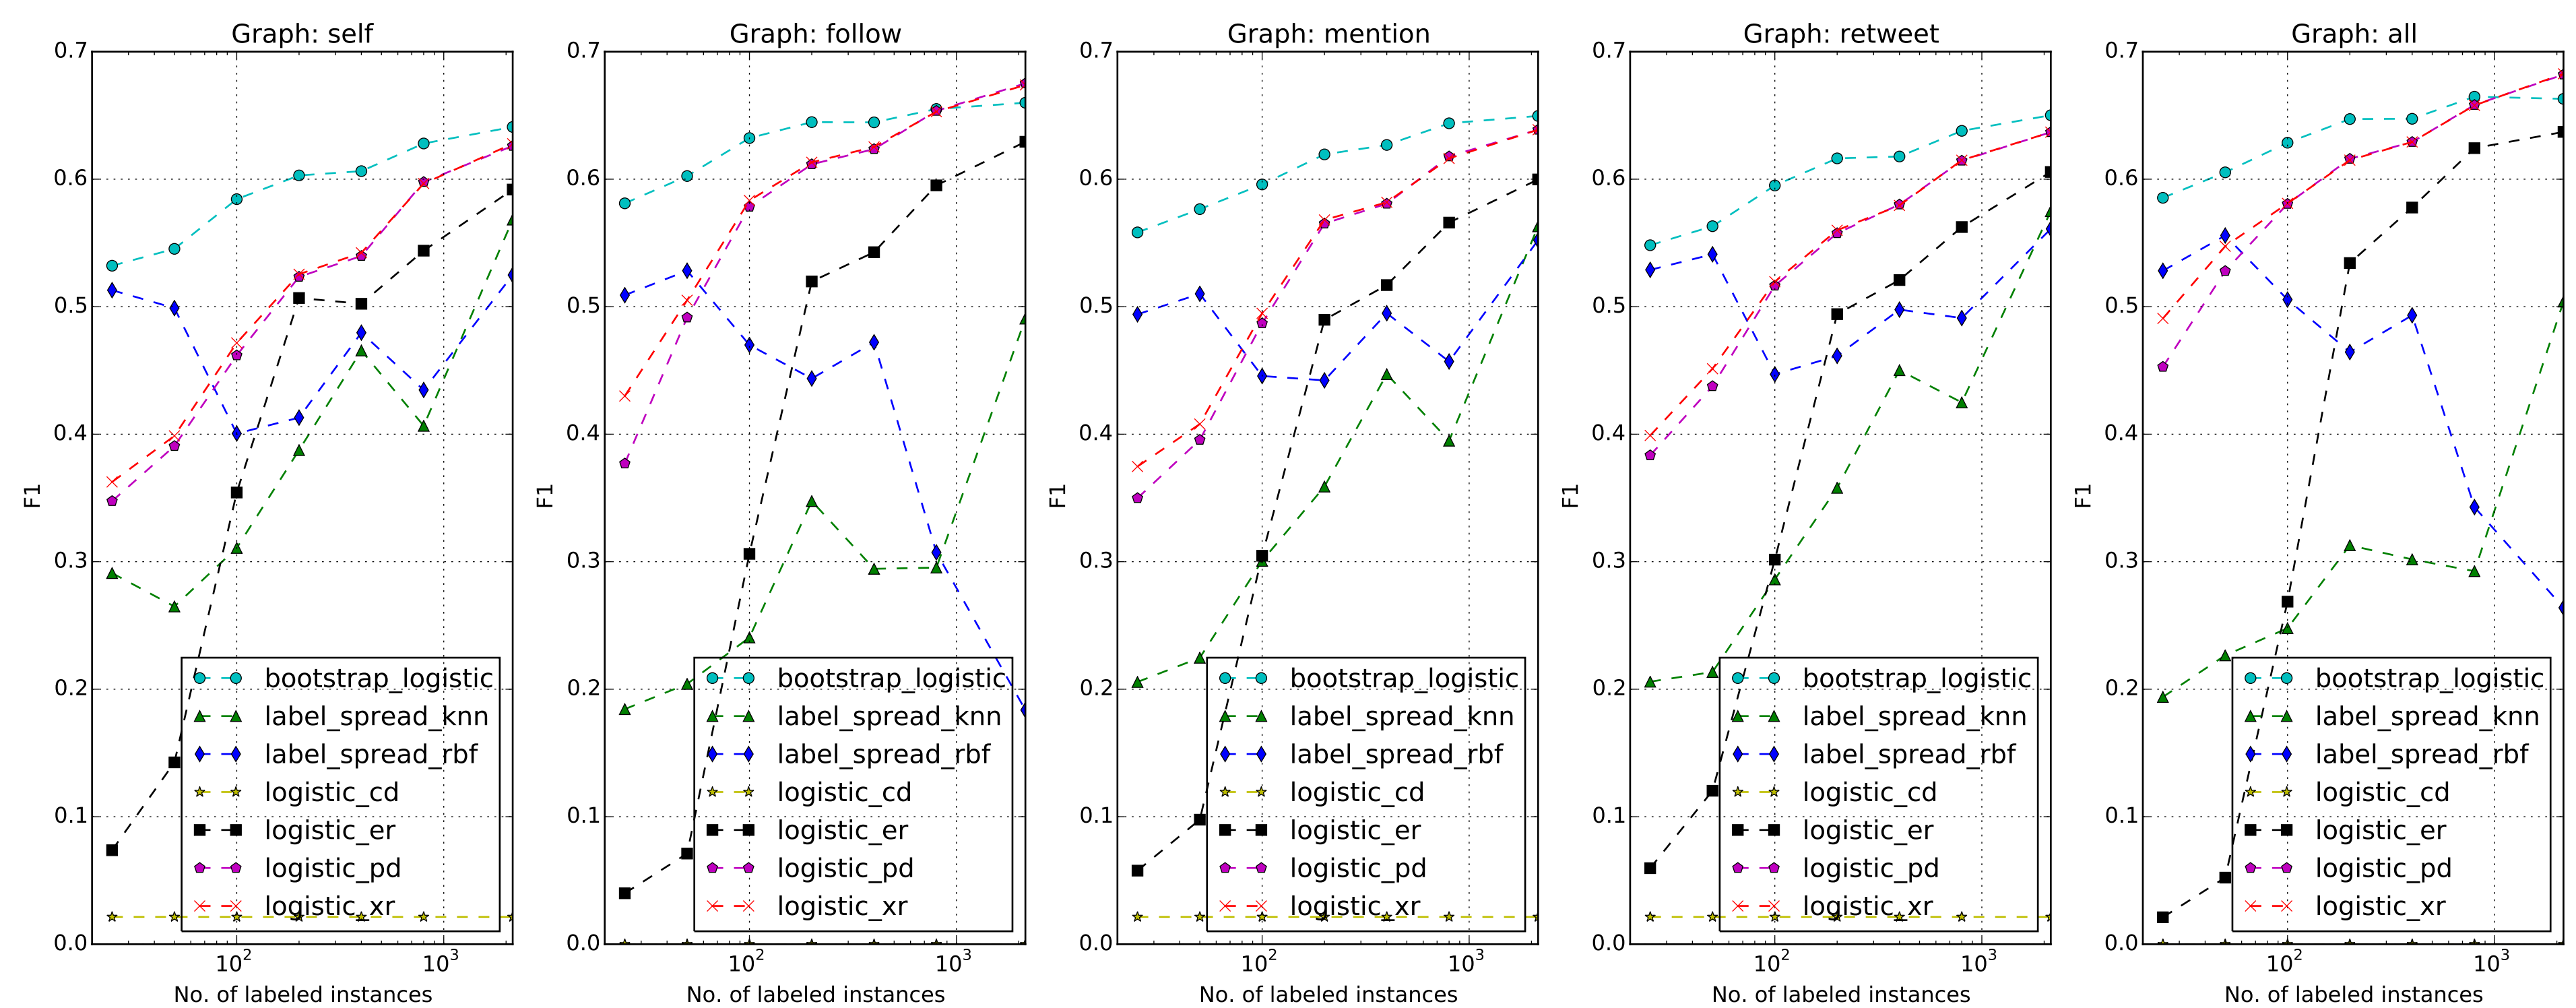 Graph: self
0.7
0.6
0.5
0.4
0.3
0.2
0.1
0.0
F1
bootstrap_logistic
label_spread_knn
label_spread_rbf
logistic_cd
logistic_er
logistic_pd
logistic_xr
10^2
10^3
No. of labeled instances
Graph: follow
0.7
0.6
0.5
0.4
0.3
0.2
0.1
0.0
F1
bootstrap_logistic
label_spread_knn
label_spread_rbf
logistic_cd
logistic_er
logistic_pd
logistic_xr
10^2
10^3
No. of labeled instances
Graph: mention
0.7
0.6
0.5
0.4
0.3
0.2
0.1
0.0
F1
bootstrap_logistic
label_spread_knn
label_spread_rbf
logistic_cd
logistic_er
logistic_pd
logistic_xr
10^2
10^3
No. of labeled instances
Graph: retweet
0.7
0.6
0.5
0.4
0.3
0.2
0.1
0.0
F1
bootstrap_logistic
label_spread_knn
label_spread_rbf
logistic_cd
logistic_er
logistic_pd
logistic_xr
10^2
10^3
No. of labeled instances
Graph: all
0.7
0.6
0.5
0.4
0.3
0.2
0.1
0.0
F1
bootstrap_logistic
label_spread_knn
label_spread_rbf
logistic_cd
logistic_er
logistic_pd
logistic_xr
10^2
10^3
No. of labeled instances